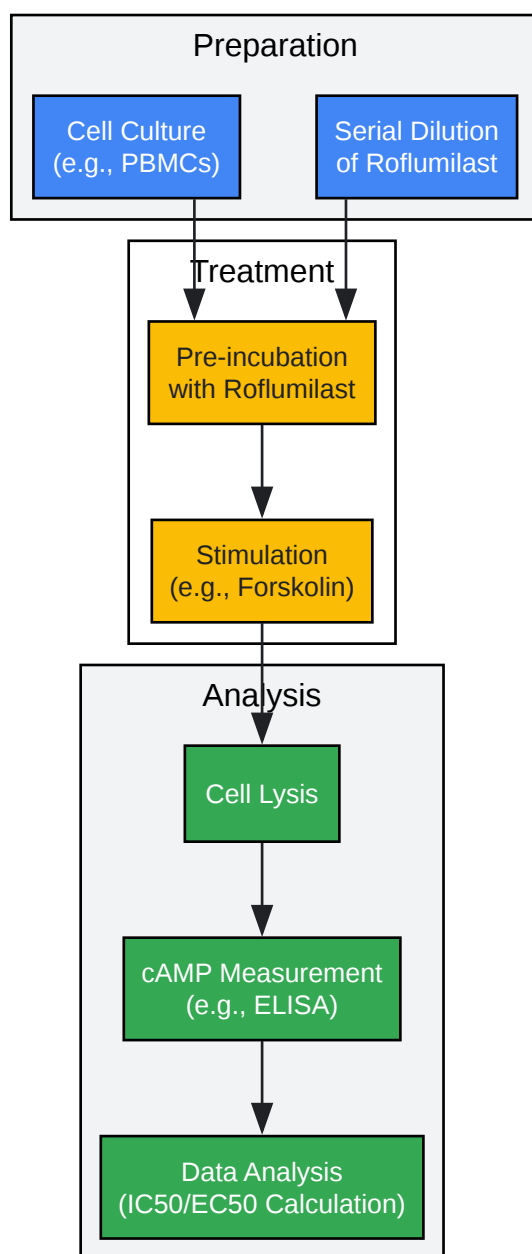 Preparation
Cell Culture
(e.g., PBMCs)
Serial Dilution
of Roflumilast
Treatment
Pre-incubation
with Roflumilast
Stimulation
(e.g., Forskolin)
Analysis
Cell Lysis
cAMP Measurement
(e.g., ELISA)
Data Analysis
(IC50/EC50 Calculation)